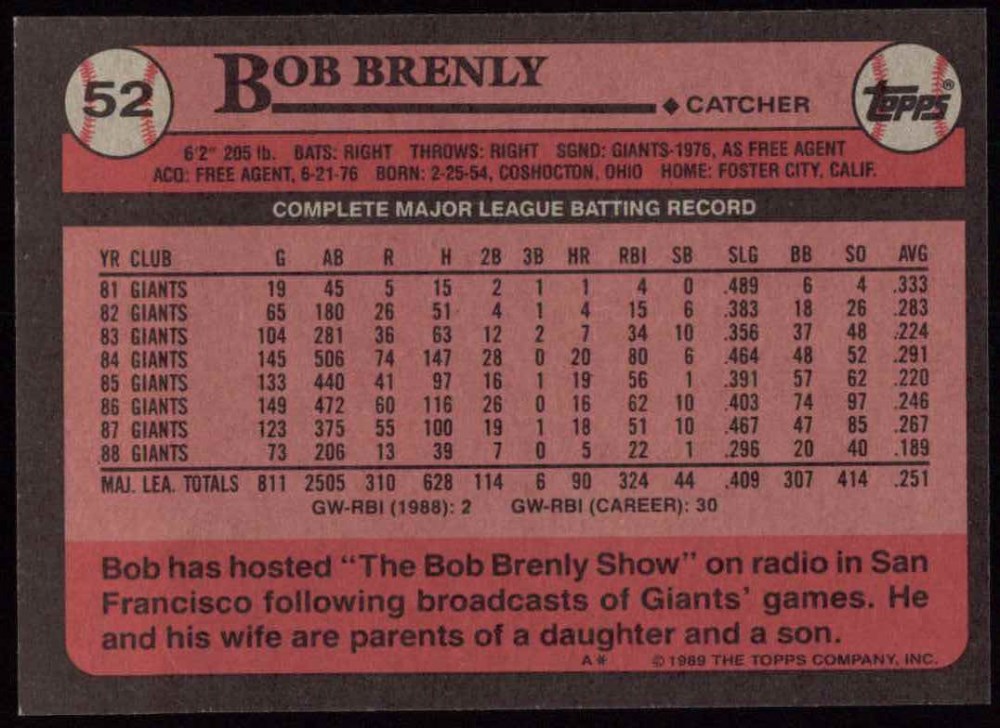 52 BOB BRENLY ◆ CATCHER topps®
6'2" 205 lb. BATS: RIGHT THROWS: RIGHT SGND: GIANTS-1976, AS FREE AGENT
ACQ: FREE AGENT, 6-21-76 BORN: 2-25-54, COSHOCTON, OHIO HOME: FOSTER CITY, CALIF.
COMPLETE MAJOR LEAGUE BATTING RECORD
YR CLUB G AB R H 2B 3B HR RBI SB SLG BB SO AVG
81 GIANTS 19 45 5 15 2 1 1 4 0 .489 6 4 .333
82 GIANTS 65 180 26 51 4 1 4 15 6 .383 18 26 .283
83 GIANTS 104 281 36 63 12 2 7 34 10 .356 37 48 .224
84 GIANTS 145 506 74 147 28 0 20 80 6 .464 48 52 .291
85 GIANTS 133 440 41 97 16 1 19 56 1 .391 57 62 .220
86 GIANTS 149 472 60 116 26 0 16 62 10 .403 74 97 .246
87 GIANTS 123 375 55 100 19 1 18 51 10 .467 47 85 .267
88 GIANTS 73 206 13 39 7 0 5 22 1 .296 20 40 .189
MAJ. LEA. TOTALS 811 2505 310 628 114 6 90 324 44 .409 307 414 .251
GW-RBI (1988): 2 GW-RBI (CAREER): 30
Bob has hosted “The Bob Brenly Show” on radio in San
Francisco following broadcasts of Giants’ games. He
and his wife are parents of a daughter and a son.
A* © 1989 THE TOPPS COMPANY, INC.